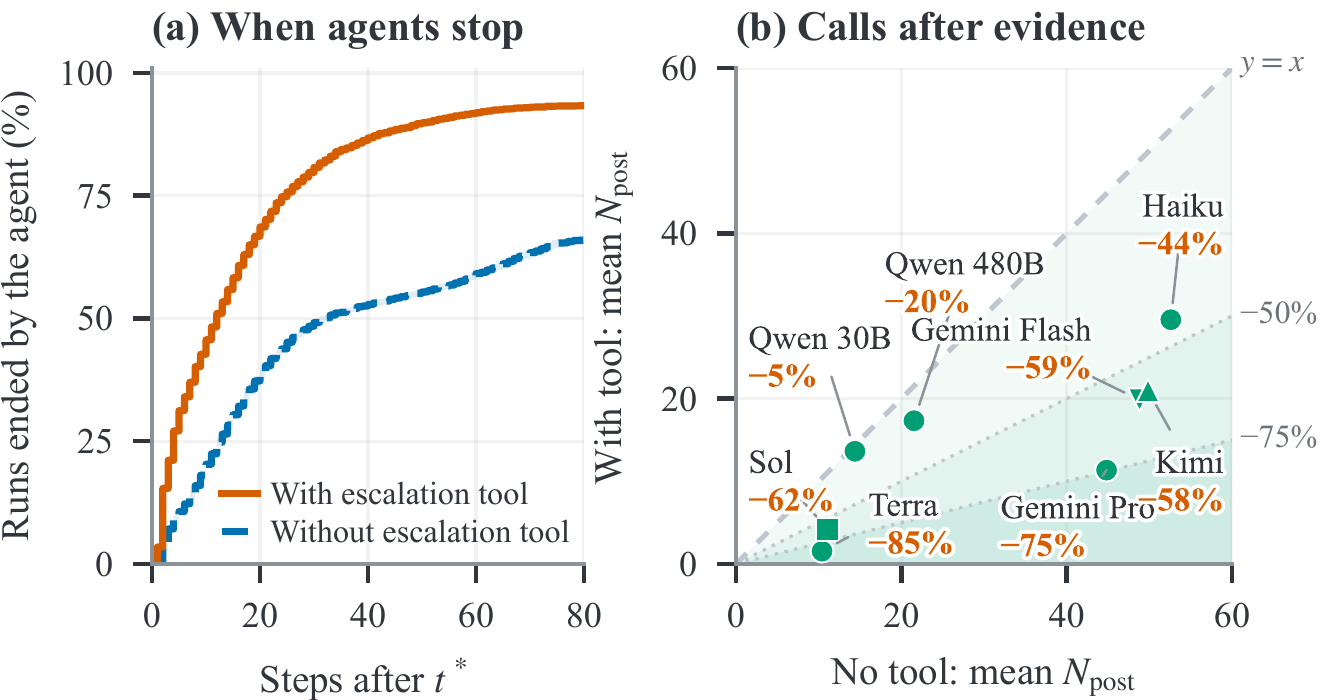 (a) When agents stop
Runs ended by the agent (%)
100
75
50
25
0
0 20 40 60 80
Steps after t*
With escalation tool
Without escalation tool
(b) Calls after evidence
With tool: mean Npost
60
40
20
0
0 20 40 60
No tool: mean Npost
y = x
−50%
−75%
Haiku
−44%
Qwen 480B
−20%
Gemini Flash
−59%
Qwen 30B
−5%
Sol
−62%
Terra
−85%
Gemini Pro
−75%
Kimi
−58%